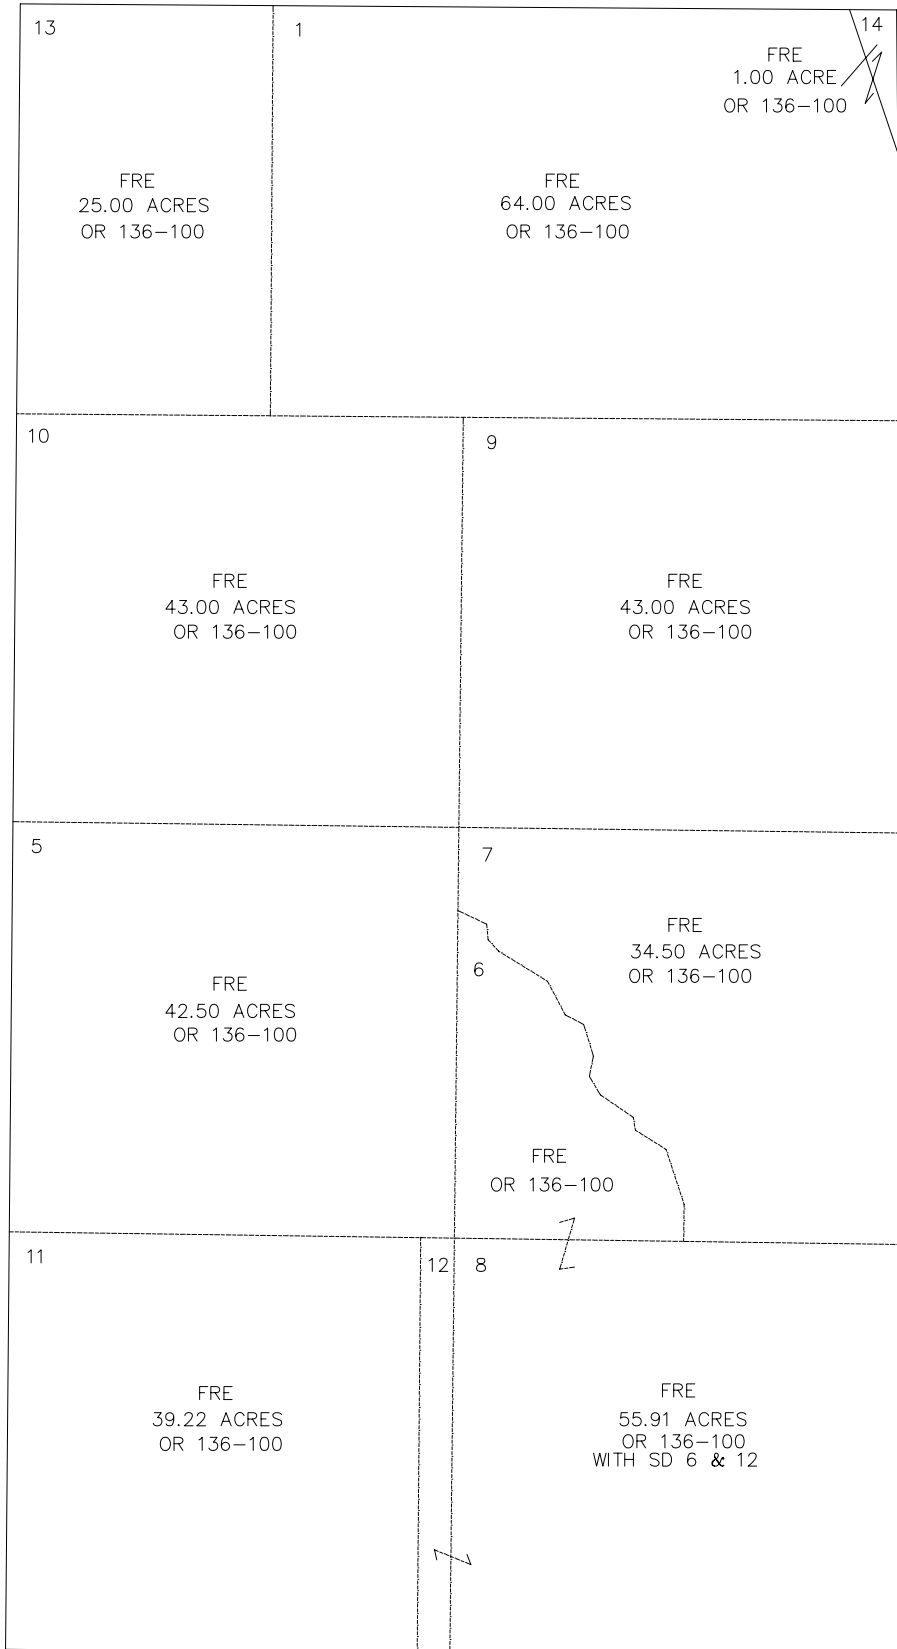 13
1
14
FRE
1.00 ACRE
OR 136-100
FRE
25.00 ACRES
OR 136-100
FRE
64.00 ACRES
OR 136-100
10
9
FRE
43.00 ACRES
OR 136-100
FRE
43.00 ACRES
OR 136-100
5
7
FRE
34.50 ACRES
OR 136-100
6
FRE
42.50 ACRES
OR 136-100
FRE
OR 136-100
11
12
8
FRE
39.22 ACRES
OR 136-100
FRE
55.91 ACRES
OR 136-100
WITH SD 6 & 12